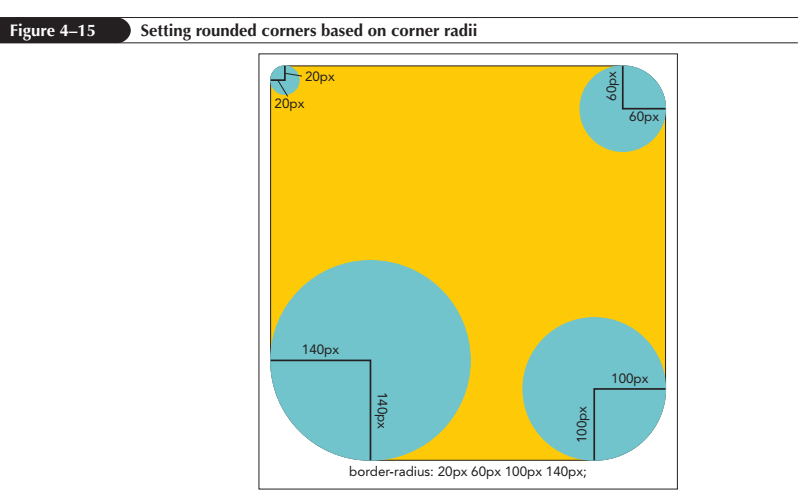 Figure 4–15 Setting rounded corners based on corner radii
20px
20px
60px
60px
140px
140px
100px
100px
border-radius: 20px 60px 100px 140px;